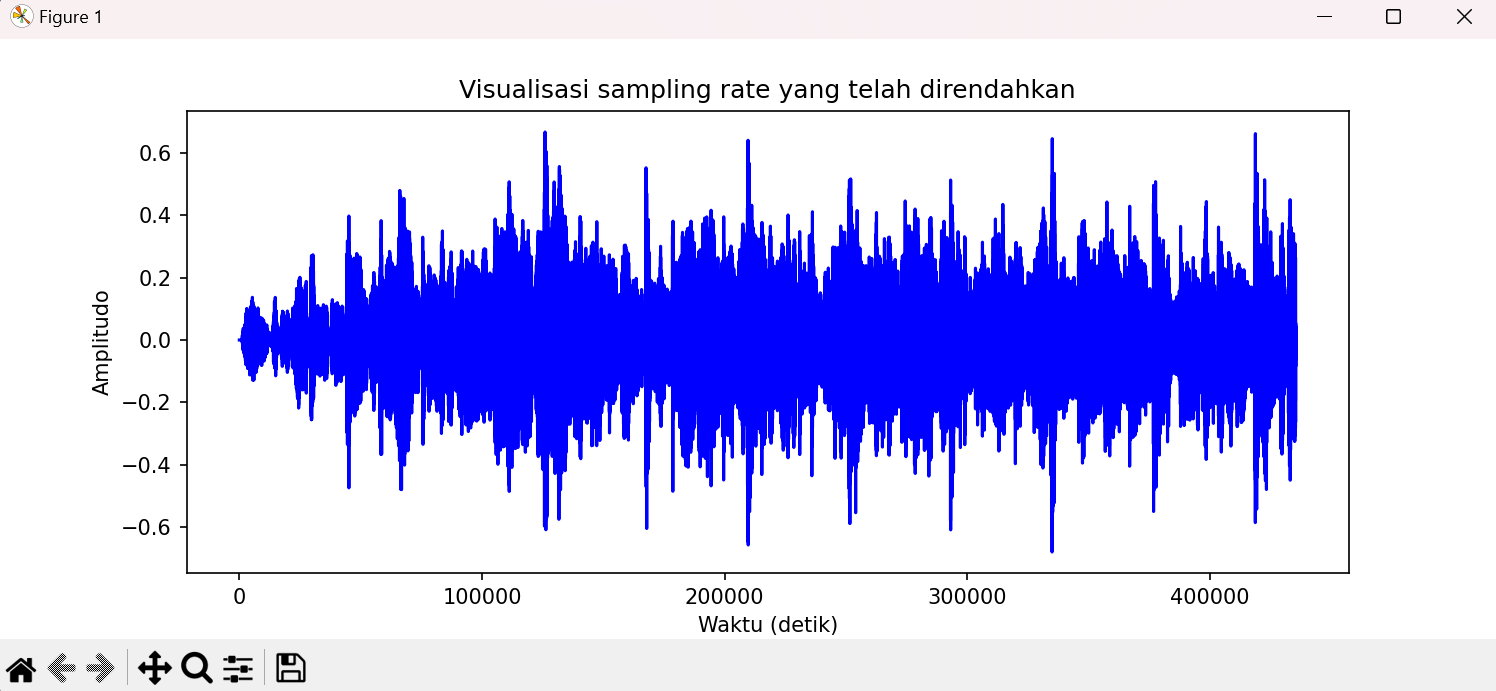 Figure 1
Visualisasi sampling rate yang telah direndahkan
0.6
0.4
0.2
0.0
−0.2
−0.4
−0.6
Amplitudo
0 100000 200000 300000 400000
Waktu (detik)